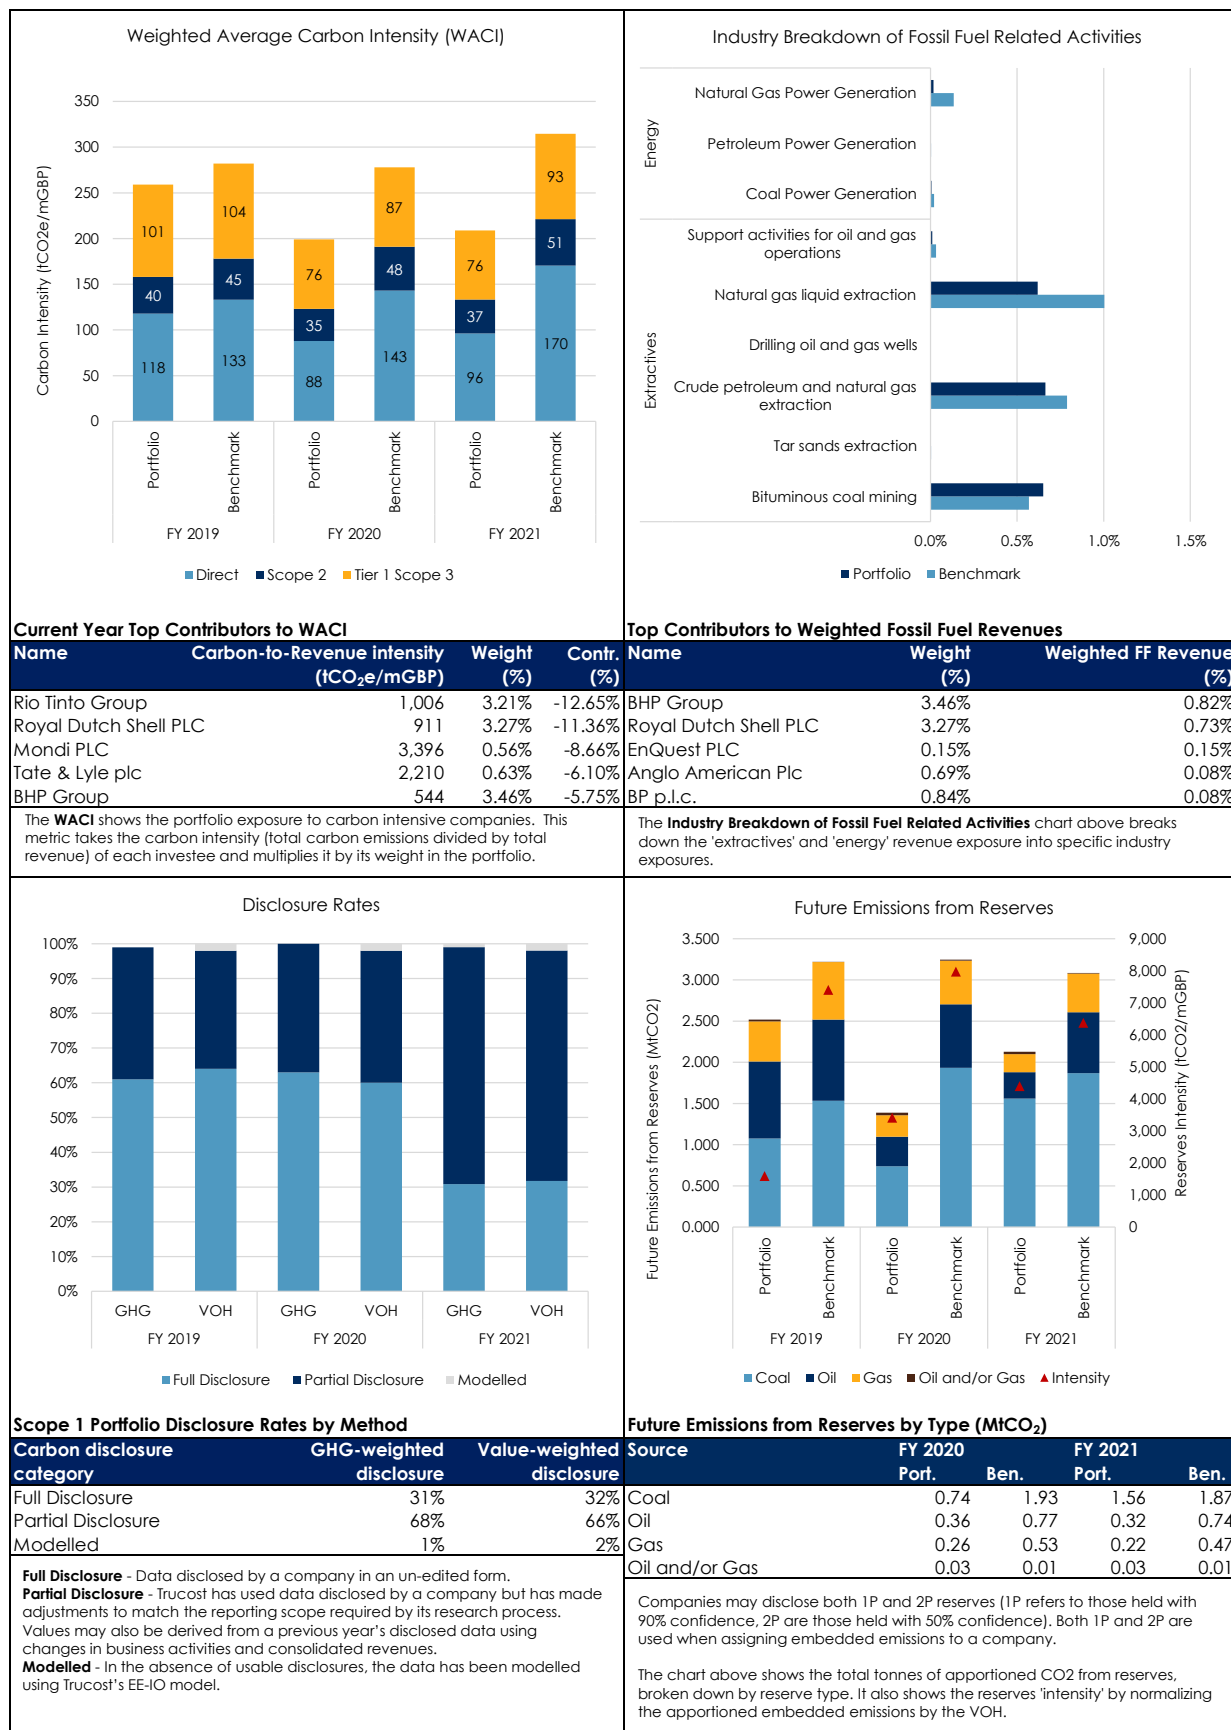 Weighted Average Carbon Intensity (WACI)
Carbon Intensity (tCO2e/mGBP)
350
300
250
200
150
100
50
0
101
40
118
104
45
133
76
35
88
87
48
143
76
37
96
93
51
170
Portfolio
Benchmark
Portfolio
Benchmark
Portfolio
Benchmark
FY 2019
FY 2020
FY 2021
Direct
Scope 2
Tier 1 Scope 3
Industry Breakdown of Fossil Fuel Related Activities
Energy
Natural Gas Power Generation
Petroleum Power Generation
Coal Power Generation
Extractives
Support activities for oil and gas
operations
Natural gas liquid extraction
Drilling oil and gas wells
Crude petroleum and natural gas
extraction
Tar sands extraction
Bituminous coal mining
0.0%
0.5%
1.0%
1.5%
Portfolio
Benchmark
Current Year Top Contributors to WACI
Name Carbon-to-Revenue intensity Weight Contr.
(tCO₂e/mGBP) (%) (%)
Rio Tinto Group 1,006 3.21% -12.65%
Royal Dutch Shell PLC 911 3.27% -11.36%
Mondi PLC 3,396 0.56% -8.66%
Tate & Lyle plc 2,210 0.63% -6.10%
BHP Group 544 3.46% -5.75%
The WACI shows the portfolio exposure to carbon intensive companies. This
metric takes the carbon intensity (total carbon emissions divided by total
revenue) of each investee and multiplies it by its weight in the portfolio.
Top Contributors to Weighted Fossil Fuel Revenues
Name Weight Weighted FF Revenue
(%) (%)
BHP Group 3.46% 0.82%
Royal Dutch Shell PLC 3.27% 0.73%
EnQuest PLC 0.15% 0.15%
Anglo American Plc 0.69% 0.08%
BP p.l.c. 0.84% 0.08%
The Industry Breakdown of Fossil Fuel Related Activities chart above breaks
down the 'extractives' and 'energy' revenue exposure into specific industry
exposures.
Disclosure Rates
100%
90%
80%
70%
60%
50%
40%
30%
20%
10%
0%
GHG
VOH
GHG
VOH
GHG
VOH
FY 2019
FY 2020
FY 2021
Full Disclosure
Partial Disclosure
Modelled
Future Emissions from Reserves
Future Emissions from Reserves (MtCO2)
3.500
3.000
2.500
2.000
1.500
1.000
0.500
0.000
9,000
8,000
7,000
6,000
5,000
4,000
3,000
2,000
1,000
0
Reserves Intensity (tCO2/mGBP)
Portfolio
Benchmark
Portfolio
Benchmark
Portfolio
Benchmark
FY 2019
FY 2020
FY 2021
Coal
Oil
Gas
Oil and/or Gas
Intensity
Scope 1 Portfolio Disclosure Rates by Method
Carbon disclosure GHG-weighted Value-weighted
category disclosure disclosure
Full Disclosure 31% 32%
Partial Disclosure 68% 66%
Modelled 1% 2%
Full Disclosure - Data disclosed by a company in an un-edited form.
Partial Disclosure - Trucost has used data disclosed by a company but has made
adjustments to match the reporting scope required by its research process.
Values may also be derived from a previous year's disclosed data using
changes in business activities and consolidated revenues.
Modelled - In the absence of usable disclosures, the data has been modelled
using Trucost's EE-IO model.
Future Emissions from Reserves by Type (MtCO₂)
Source FY 2020 FY 2021
Port. Ben. Port. Ben.
Coal 0.74 1.93 1.56 1.87
Oil 0.36 0.77 0.32 0.74
Gas 0.26 0.53 0.22 0.47
Oil and/or Gas 0.03 0.01 0.03 0.01
Companies may disclose both 1P and 2P reserves (1P refers to those held with
90% confidence, 2P are those held with 50% confidence). Both 1P and 2P are
used when assigning embedded emissions to a company.
The chart above shows the total tonnes of apportioned CO2 from reserves,
broken down by reserve type. It also shows the reserves 'intensity' by normalizing
the apportioned embedded emissions by the VOH.